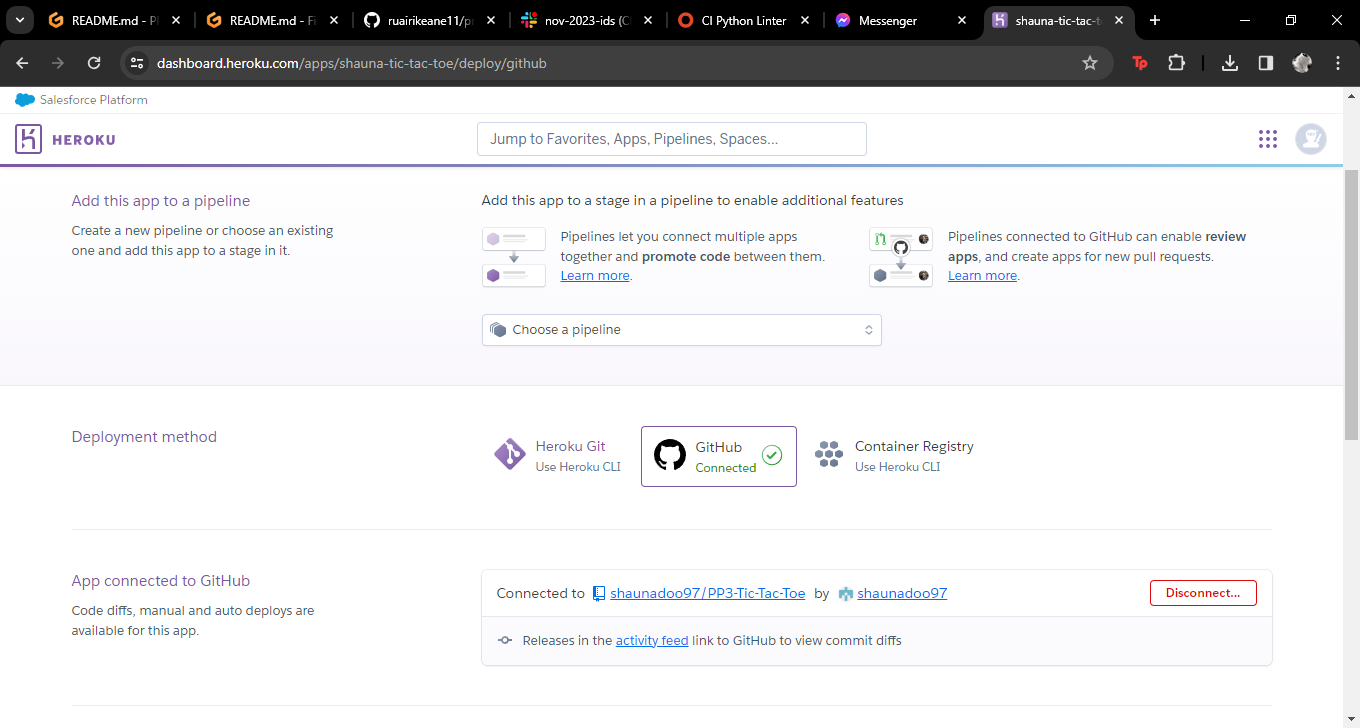 README.md - Pl
README.md - Fi
ruairikeane11/p
nov-2023-ids (C
CI Python Linter
Messenger
shauna-tic-tac-t
dashboard.heroku.com/apps/shauna-tic-tac-toe/deploy/github
Tp
Salesforce Platform
HEROKU
Jump to Favorites, Apps, Pipelines, Spaces...
Add this app to a pipeline
Create a new pipeline or choose an existing
one and add this app to a stage in it.
Add this app to a stage in a pipeline to enable additional features
Pipelines let you connect multiple apps
together and promote code between them.
Learn more.
Pipelines connected to GitHub can enable review
apps, and create apps for new pull requests.
Learn more.
Choose a pipeline
Deployment method
Heroku Git
Use Heroku CLI
GitHub
Connected
Container Registry
Use Heroku CLI
App connected to GitHub
Code diffs, manual and auto deploys are
available for this app.
Connected to shaunadoo97/PP3-Tic-Tac-Toe by shaunadoo97
Disconnect...
Releases in the activity feed link to GitHub to view commit diffs